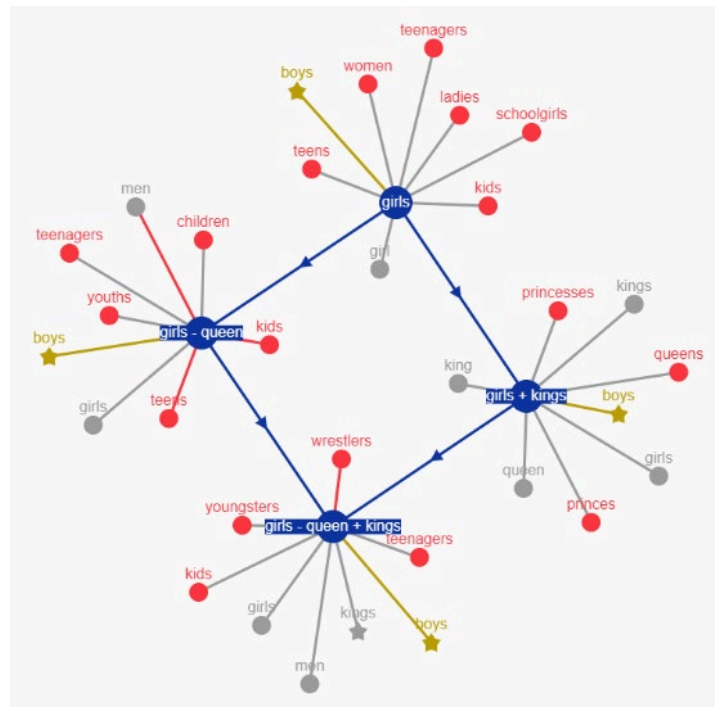 teenagers
boys
women
ladies
schoolgirls
teens
kids
girls
girl
men
children
teenagers
youths
boys
girls - queen
kids
girls
teens
princesses
kings
queens
king
girls + kings
boys
queen
girls
princes
wrestlers
youngsters
girls - queen + kings
teenagers
kids
girls
kings
boys
men